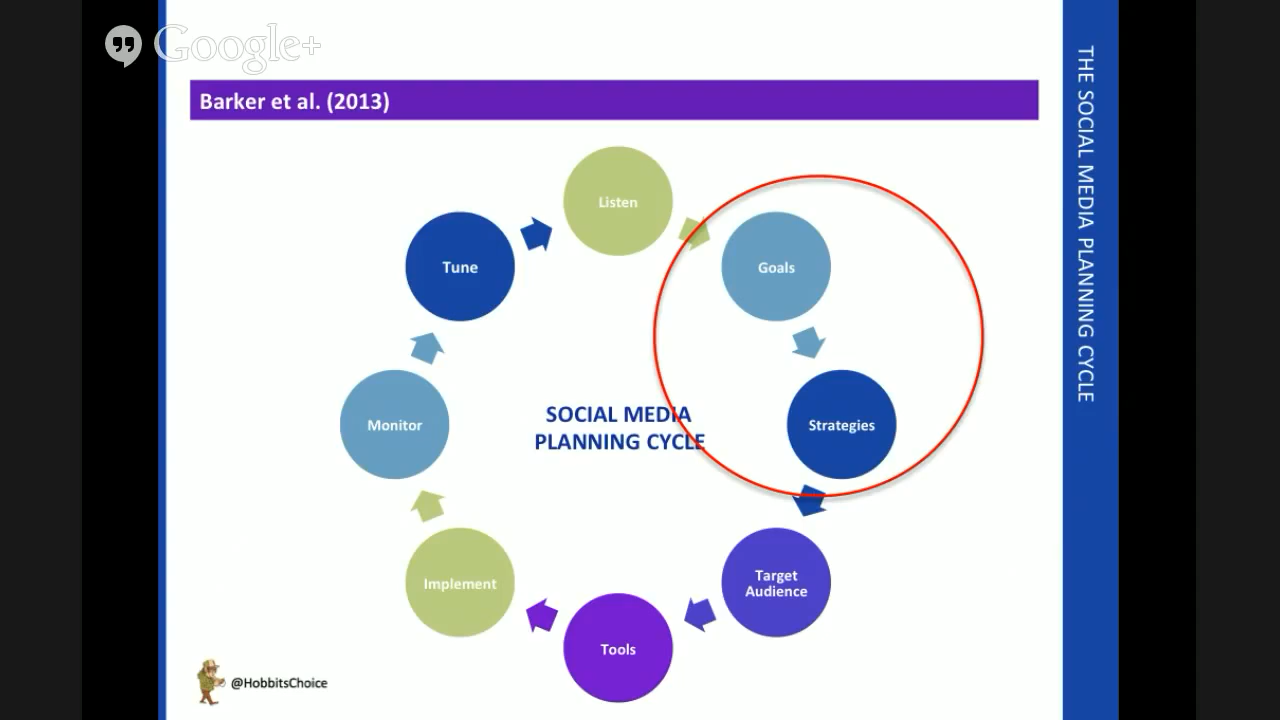 Google+
Barker et al. (2013)
THE SOCIAL MEDIA PLANNING CYCLE
Listen
Goals
Strategies
Target
Audience
Tools
Implement
Monitor
Tune
SOCIAL MEDIA
PLANNING CYCLE
@HobbitsChoice